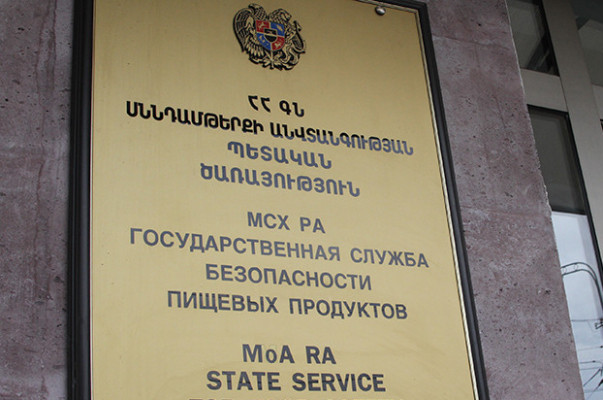 ՀՀ ԳՆ
ՍՆՆԴԱՄԹԵՐՔԻ ԱՆՎՏԱՆԳՈՒԹՅԱՆ
ՊԵՏԱԿԱՆ
ԾԱՌԱՅՈՒԹՅՈՒՆ
МСХ РА
ГОСУДАРСТВЕННАЯ СЛУЖБА
БЕЗОПАСНОСТИ
ПИЩЕВЫХ ПРОДУКТОВ
MoA RA
STATE SERVICE